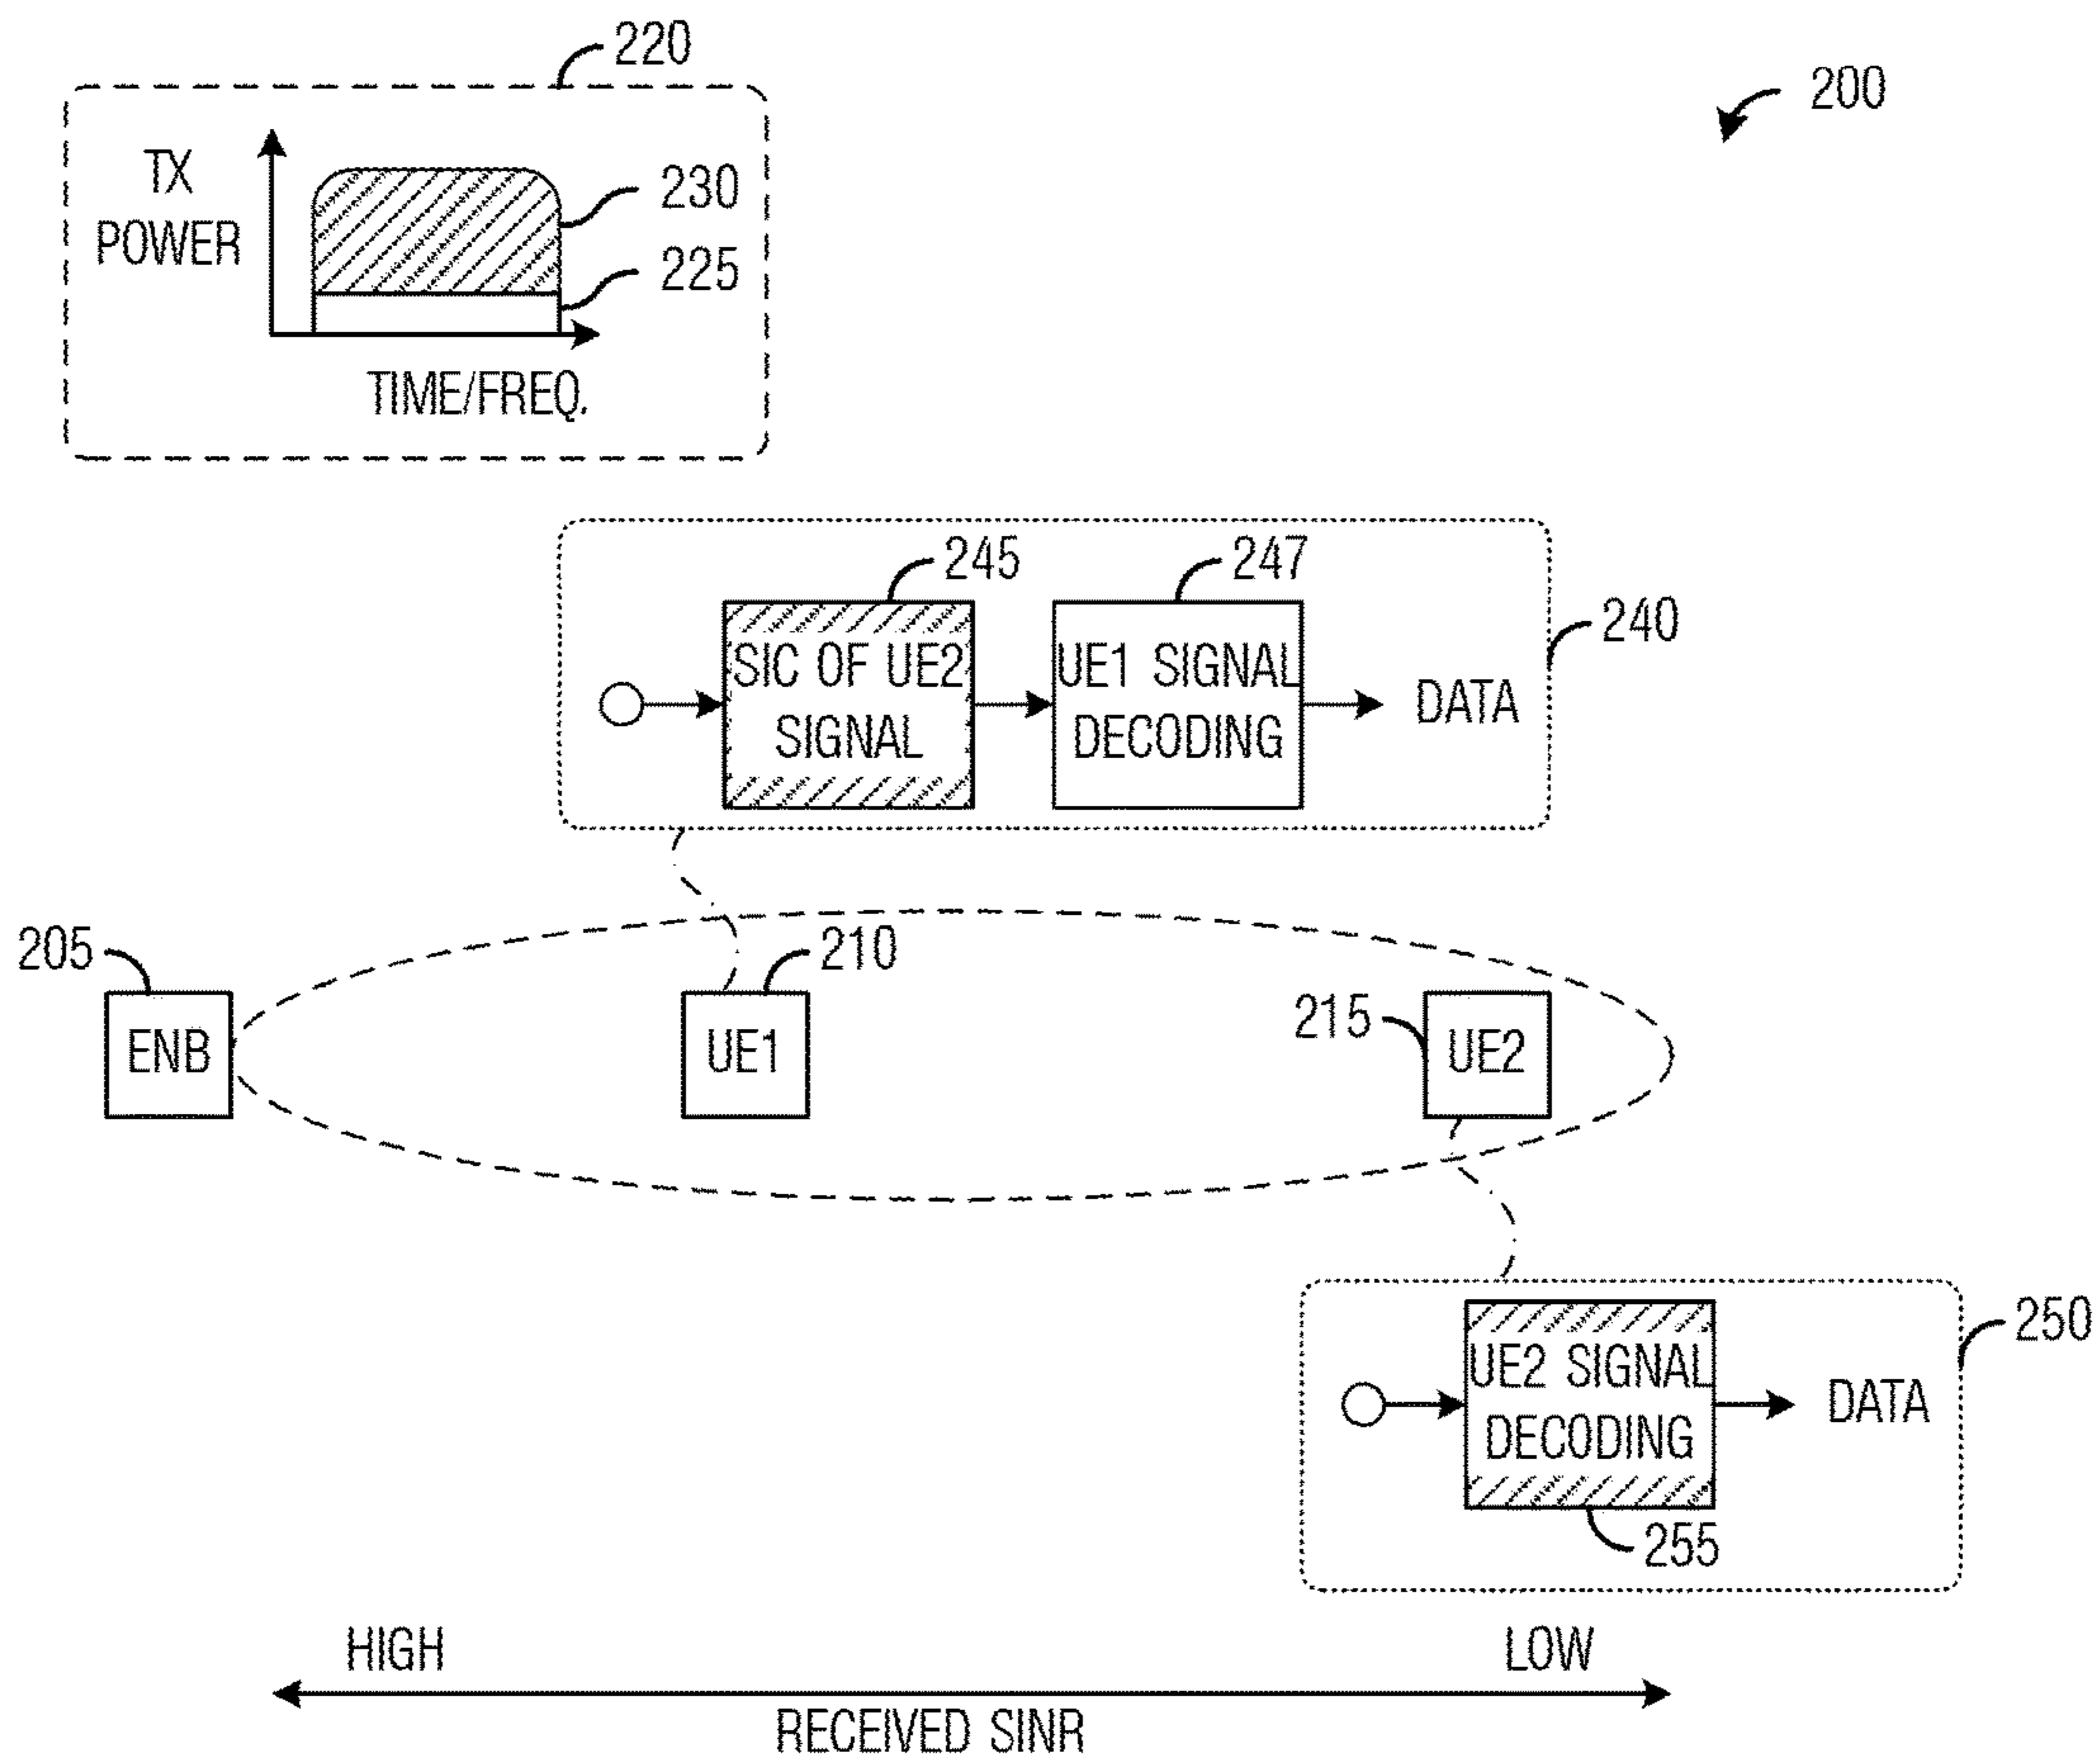 220
200
TX
POWER
230
225
TIME/FREQ.
245
247
240
SIC OF UE2
SIGNAL
UE1 SIGNAL
DECODING
DATA
205
210
215
ENB
UE1
UE2
250
UE2 SIGNAL
DECODING
DATA
255
HIGH
LOW
RECEIVED SINR